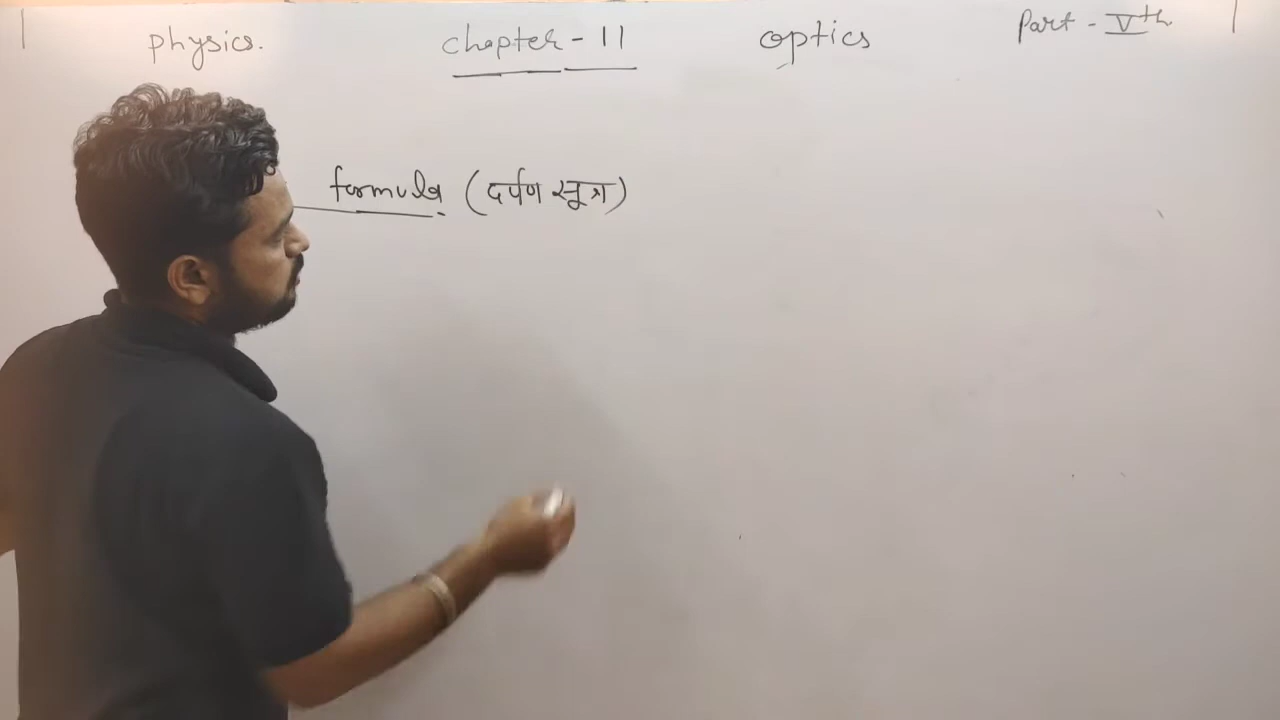 physics. chapter - 11 optics Part - Vth
formula (दर्पण सूत्र)